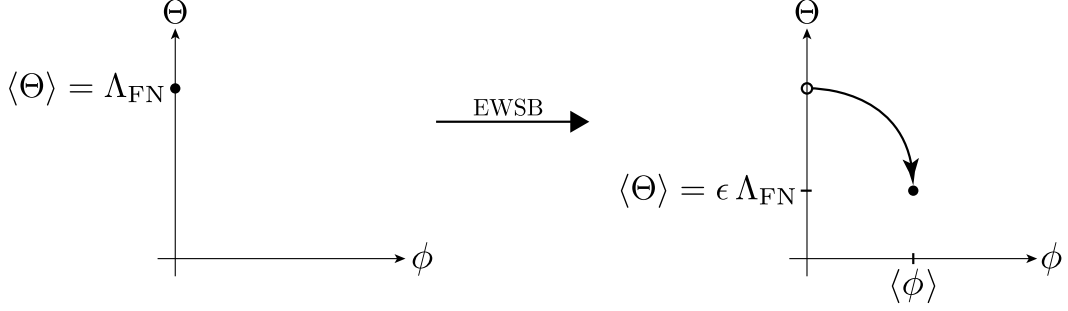 Θ
⟨Θ⟩ = Λ_FN
ϕ
EWSB
Θ
⟨Θ⟩ = ϵ Λ_FN
ϕ
⟨ϕ⟩